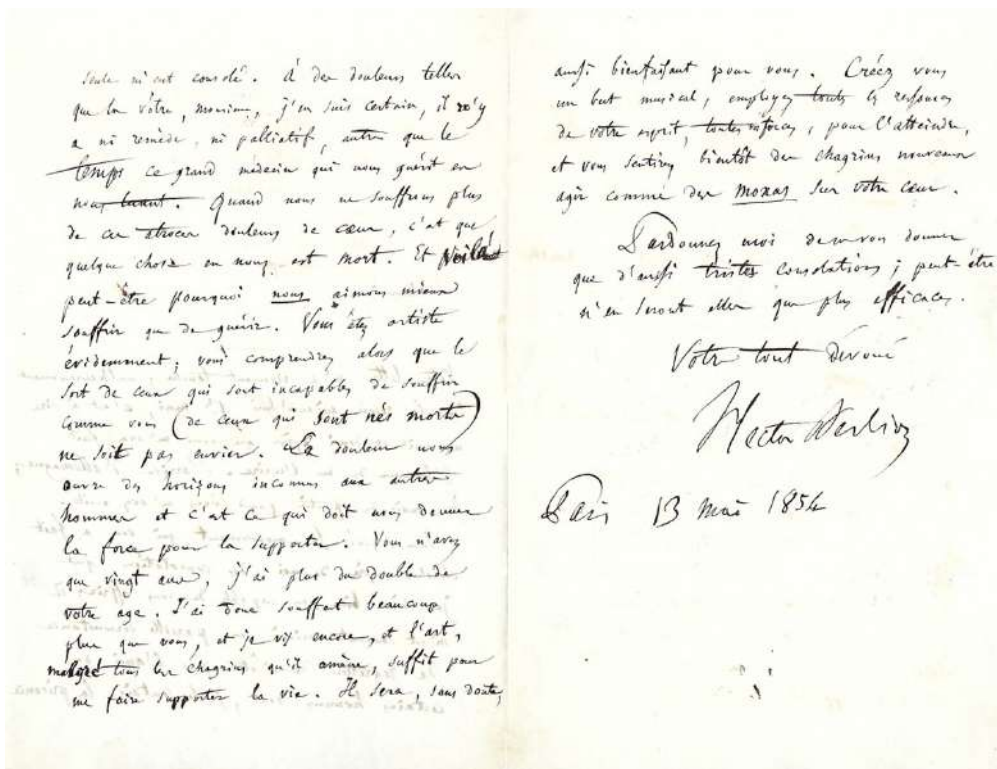 seule m'eut consolé. À des douleurs telles
que la vôtre, monsieur, j'en suis certain, il n'y
a ni remède, ni palliatif, autre que le
temps ce grand médecin qui nous guérit en
nous tuant. Quand nous ne souffrons plus
de ces atroces douleurs de cœur, c'est que
quelque chose en nous est mort. Et voilà
peut-être pourquoi nous aimons mieux
souffrir que de guérir. Vous êtes artiste
évidemment; vous comprendrez alors que le
sort de ceux qui sont incapables de souffrir
comme vous (de ceux qui sont nés morts)
ne soit pas envier. La douleur nous
ouvre des horizons inconnus aux autres
hommes et c'est ce qui doit nous donner
la force pour la supporter. Vous n'avez
que vingt ans, j'ai plus du double de
votre age. J'ai donc souffert beaucoup
plus que vous, et je vis encore, et l'art,
malgré tous les chagrins qu'il amène, suffit pour
me faire supporter la vie. Il sera, sans doute,
aussi bienfaisant pour vous. Créez vous
un but musical, employez toutes les ressources
de votre esprit, toutes vos forces, pour l'atteindre,
et vous sentirez bientôt des chagrins nouveaux
agir comme des moxas sur votre cœur.
Pardonnez moi de ne vous donner
que d'aussi tristes consolations; peut-être
n'en seront elles que plus efficaces.
Votre tout dévoué
Hector Berlioz
Paris 13 mai 1854